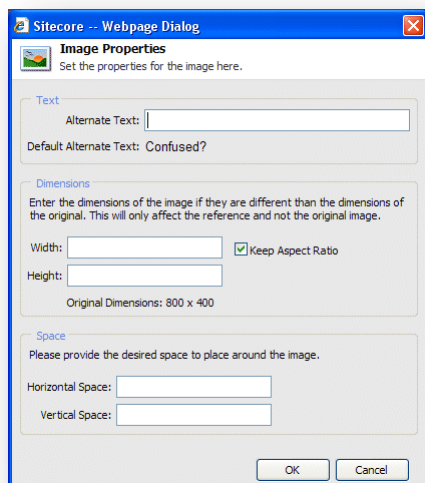 Sitecore -- Webpage Dialog
Image Properties
Set the properties for the image here.
Text
Alternate Text:
Default Alternate Text: Confused?
Dimensions
Enter the dimensions of the image if they are different than the dimensions of
the original. This will only affect the reference and not the original image.
Width:
Keep Aspect Ratio
Height:
Original Dimensions: 800 x 400
Space
Please provide the desired space to place around the image.
Horizontal Space:
Vertical Space:
OK Cancel